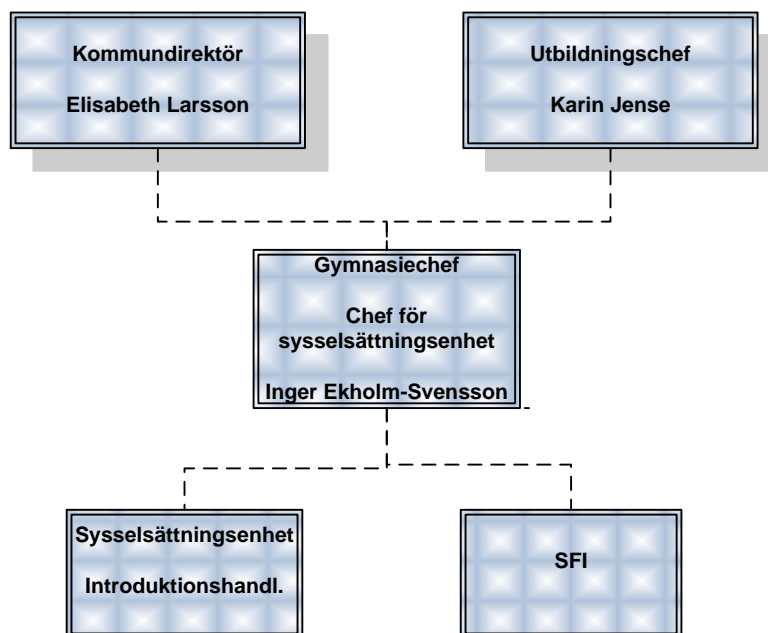 Kommundirektör
Elisabeth Larsson
Utbildningschef
Karin Jense
Gymnasiechef
Chef för
sysselsättningsenhet
Inger Ekholm-Svensson
Sysselsättningsenhet
Introduktionshandl.
SFI